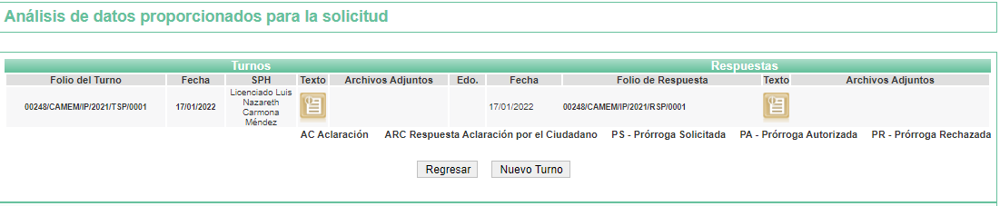 Análisis de datos proporcionados para la solicitud
Turnos Respuestas
Folio del Turno Fecha SPH Texto Archivos Adjuntos Edo. Fecha Folio de Respuesta Texto Archivos Adjuntos
00248/CAMEM/IP/2021/TSP/0001 17/01/2022 Licenciado Luis
Nazareth
Carmona
Méndez
17/01/2022 00248/CAMEM/IP/2021/RSP/0001
AC Aclaración ARC Respuesta Aclaración por el Ciudadano PS - Prórroga Solicitada PA - Prórroga Autorizada PR - Prórroga Rechazada
Regresar Nuevo Turno